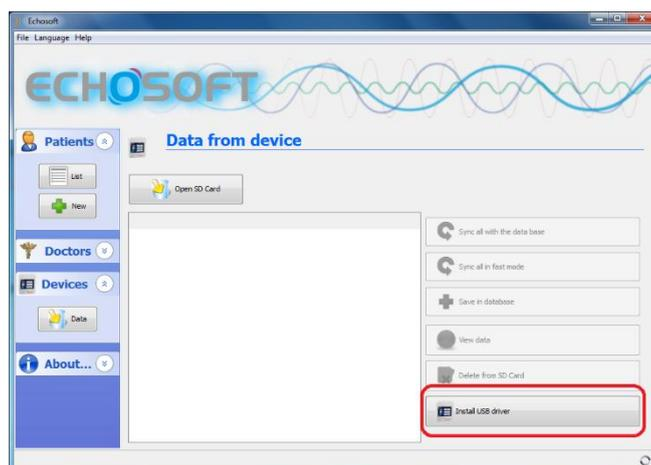 Echosoft
File Language Help
ECHOSOFT
Patients
List
New
Doctors
Devices
Data
About...
Data from device
Open SD Card
Sync all with the data base
Sync all in fast mode
Save in database
View data
Delete from SD Card
Install USB driver